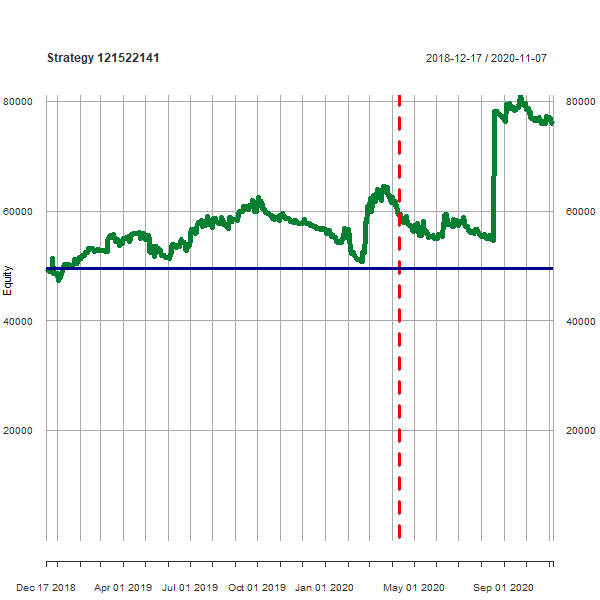 Strategy 121522141
2018-12-17 / 2020-11-07
80000
80000
60000
60000
Equity
40000
40000
20000
20000
Dec 17 2018
Apr 01 2019
Jul 01 2019
Oct 01 2019
Jan 01 2020
May 01 2020
Sep 01 2020